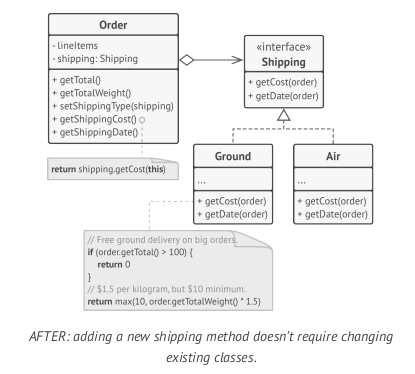 Order
- lineItems
- shipping: Shipping
+ getTotal()
+ getTotalWeight()
+ setShippingType(shipping)
+ getShippingCost()
+ getShippingDate()
«interface»
Shipping
+ getCost(order)
+ getDate(order)
return shipping.getCost(this)
Ground
...
+ getCost(order)
+ getDate(order)
Air
...
+ getCost(order)
+ getDate(order)
// Free ground delivery on big orders.
if (order.getTotal() > 100) {
return 0
}
// $1.5 per kilogram, but $10 minimum.
return max(10, order.getTotalWeight() * 1.5)
AFTER: adding a new shipping method doesn’t require changing
existing classes.